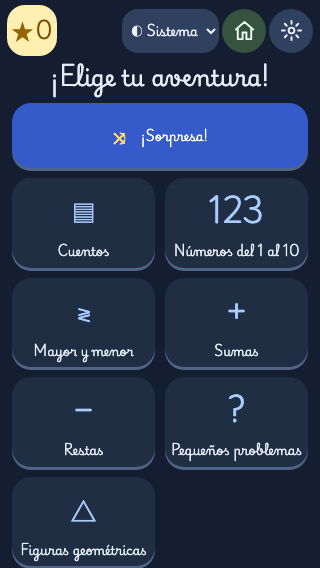 ★ 0
Sistema
¡Elige tu aventura!
¡Sorpresa!
Cuentos
123
Números del 1 al 10
Mayor y menor
+
Sumas
−
Restas
?
Pequeños problemas
Figuras geométricas